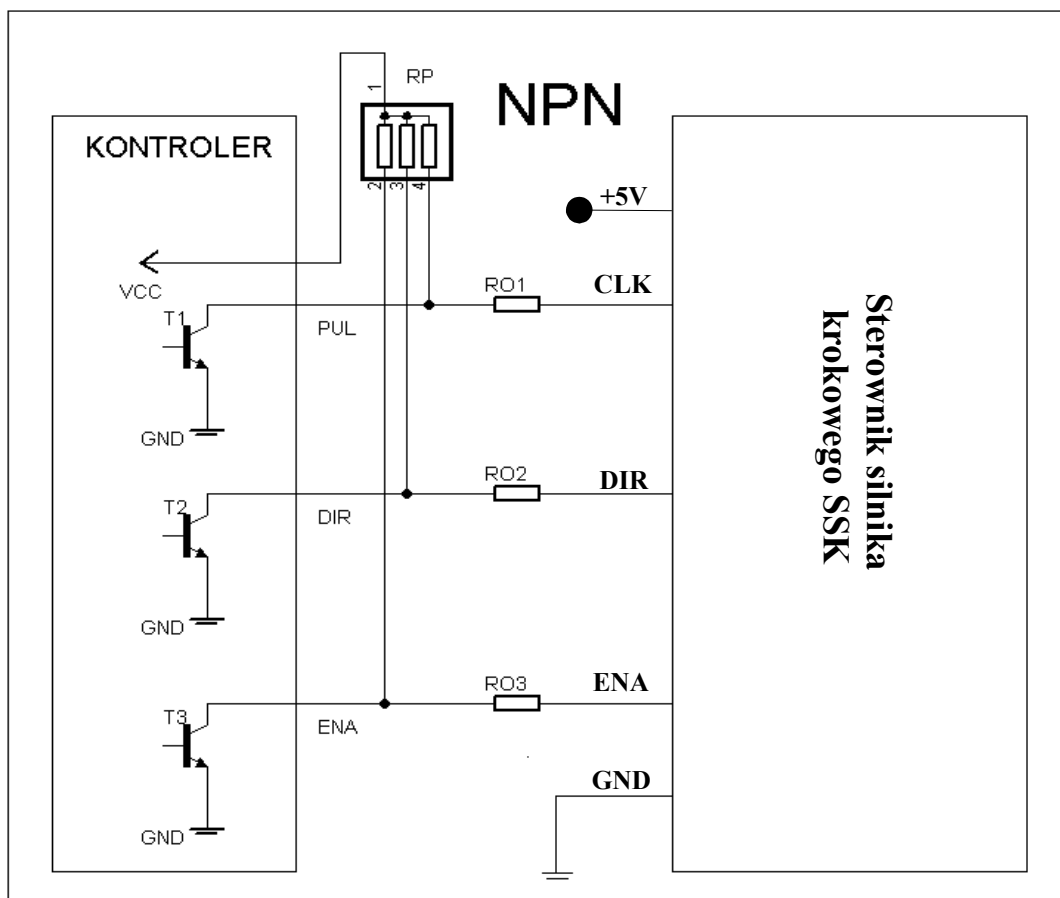 RP
1
NPN
KONTROLER
2
3
4
+5V
VCC
RO1
CLK
T1
PUL
GND
Sterownik silnika
krokowego SSK
RO2
DIR
T2
DIR
GND
RO3
ENA
T3
ENA
GND
GND